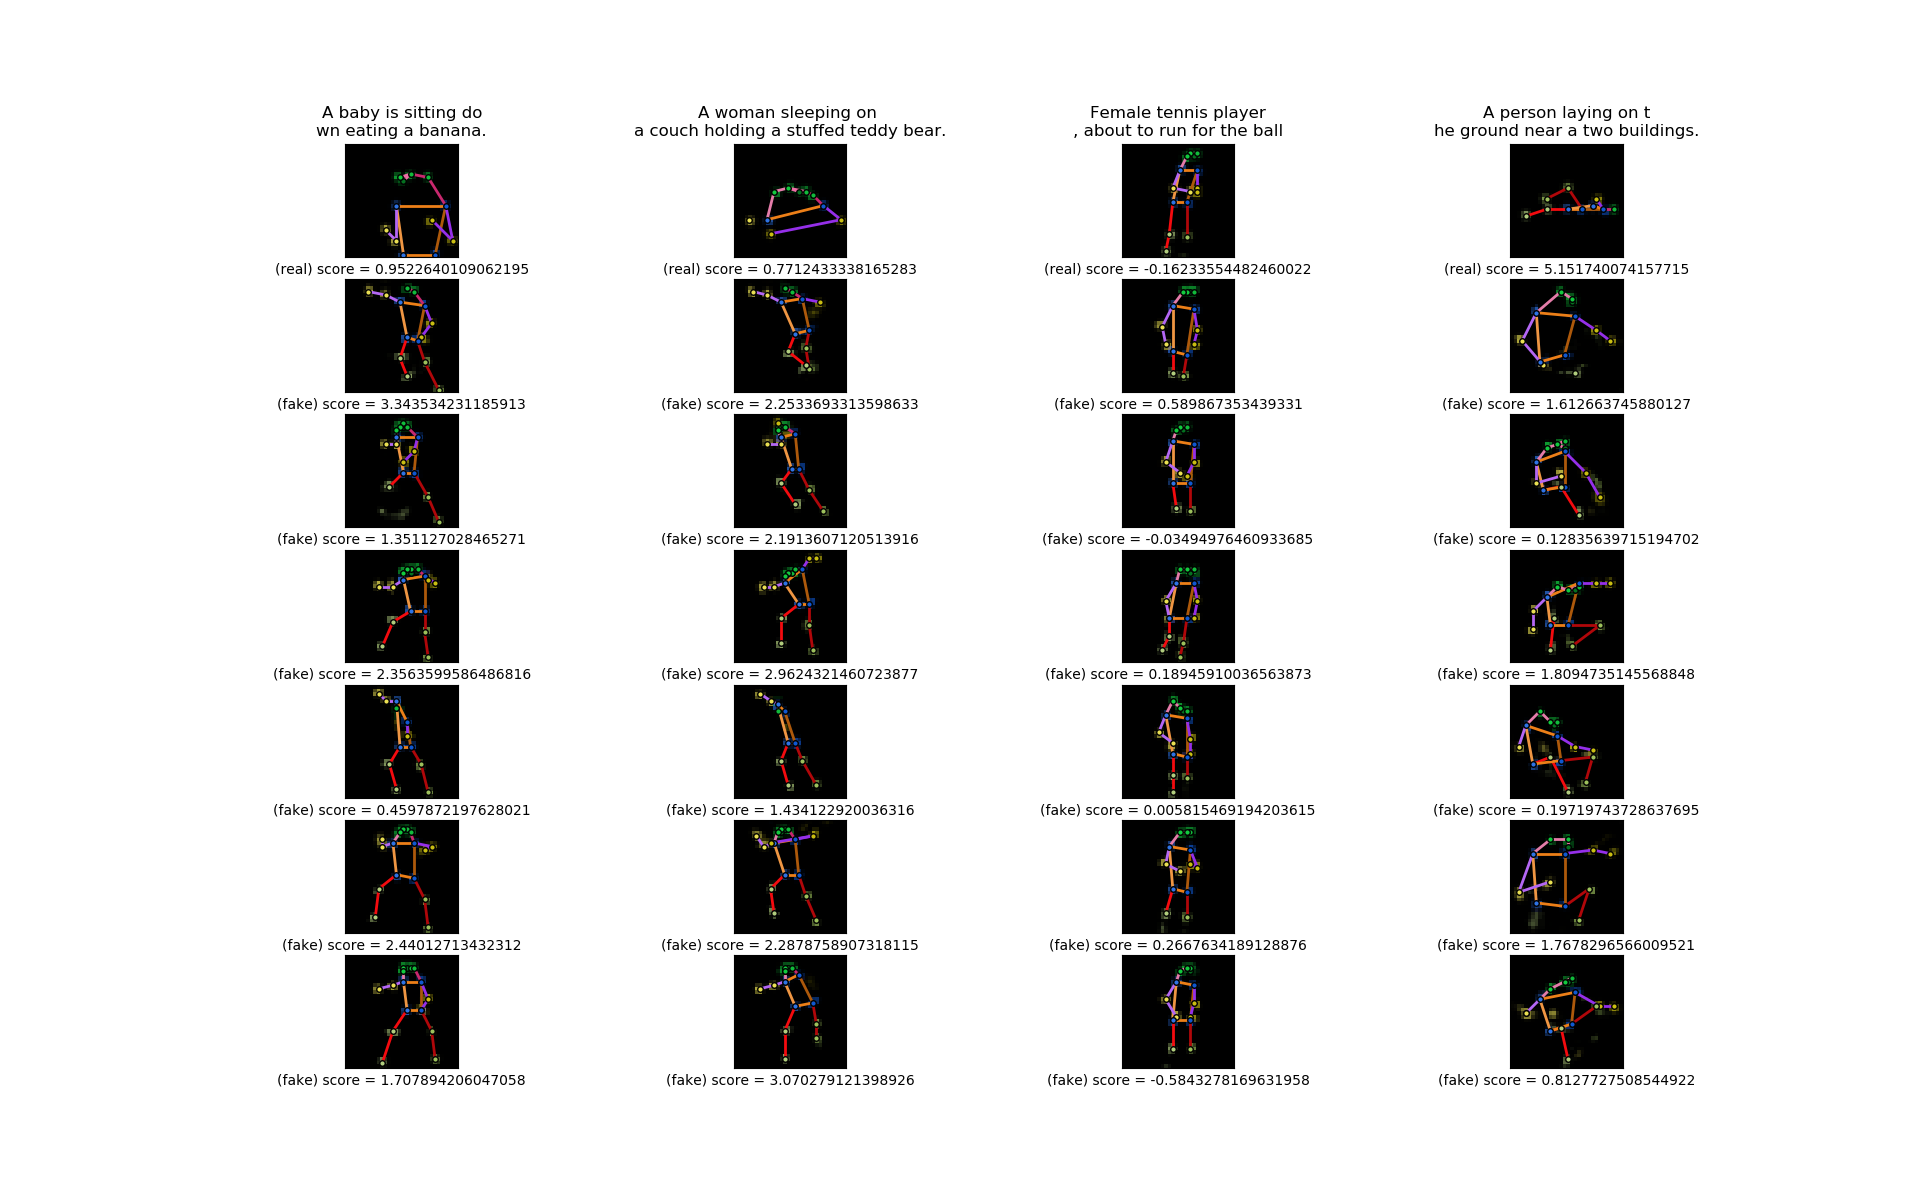 A baby is sitting do
wn eating a banana.
A woman sleeping on
a couch holding a stuffed teddy bear.
Female tennis player
, about to run for the ball
A person laying on t
he ground near a two buildings.
(real) score = 0.9522640109062195
(real) score = 0.7712433338165283
(real) score = -0.16233554482460022
(real) score = 5.151740074157715
(fake) score = 3.343534231185913
(fake) score = 2.2533693313598633
(fake) score = 0.589867353439331
(fake) score = 1.612663745880127
(fake) score = 1.351127028465271
(fake) score = 2.1913607120513916
(fake) score = -0.03494976460933685
(fake) score = 0.12835639715194702
(fake) score = 2.3563599586486816
(fake) score = 2.9624321460723877
(fake) score = 0.18945910036563873
(fake) score = 1.8094735145568848
(fake) score = 0.4597872197628021
(fake) score = 1.434122920036316
(fake) score = 0.005815469194203615
(fake) score = 0.19719743728637695
(fake) score = 2.44012713432312
(fake) score = 2.2878758907318115
(fake) score = 0.2667634189128876
(fake) score = 1.7678296566009521
(fake) score = 1.707894206047058
(fake) score = 3.070279121398926
(fake) score = -0.5843278169631958
(fake) score = 0.8127727508544922